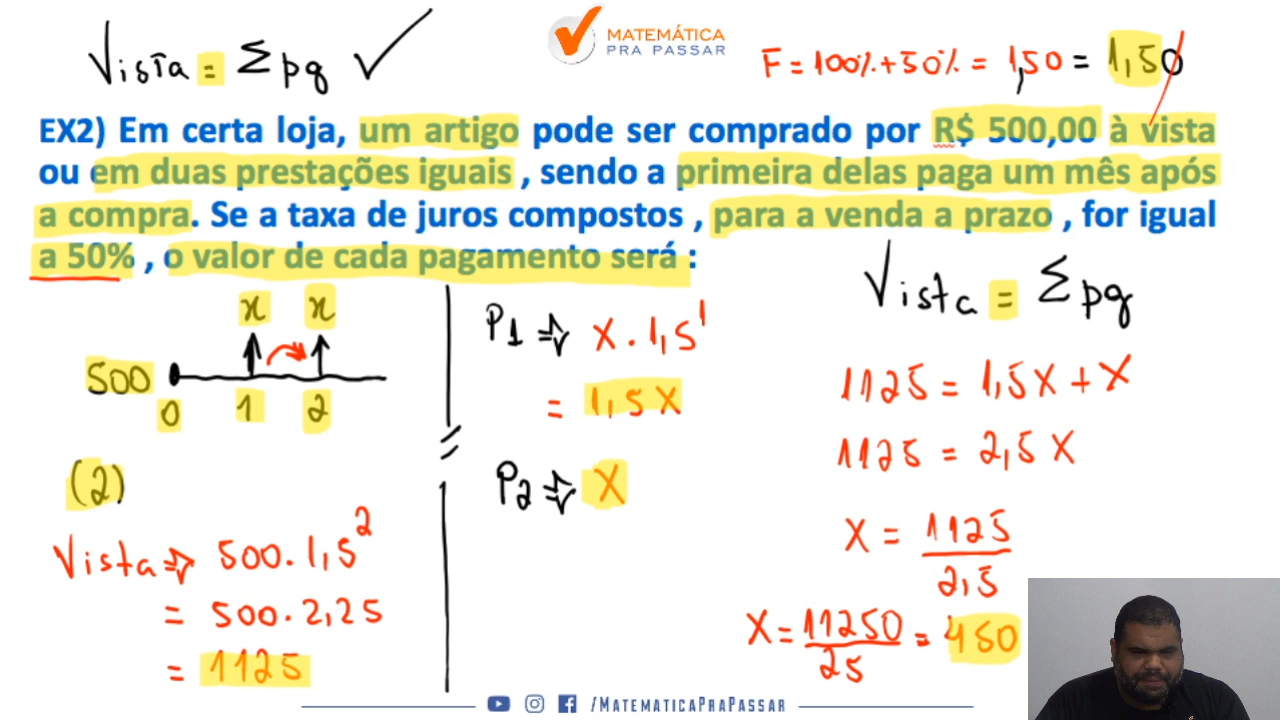 Vista = Σ pg ✓
MATEMÁTICA
PRA PASSAR
F = 100% + 50% = 1,50 = 1,50
EX2) Em certa loja, um artigo pode ser comprado por R$ 500,00 à vista
ou em duas prestações iguais , sendo a primeira delas paga um mês após
a compra. Se a taxa de juros compostos , para a venda a prazo , for igual
a 50% , o valor de cada pagamento será :
x x
500
0 1 2
(2)
Vista ⇒ 500 . 1,5²
= 500 . 2,25
= 1125
P1 ⇒ X . 1,5¹
= 1,5X
P2 ⇒ X
Vista = Σ pg
1125 = 1,5X + X
1125 = 2,5 X
X = 1125 / 2,5
X = 11250 / 25 = 450
/MATEMATICAPRAPASSAR